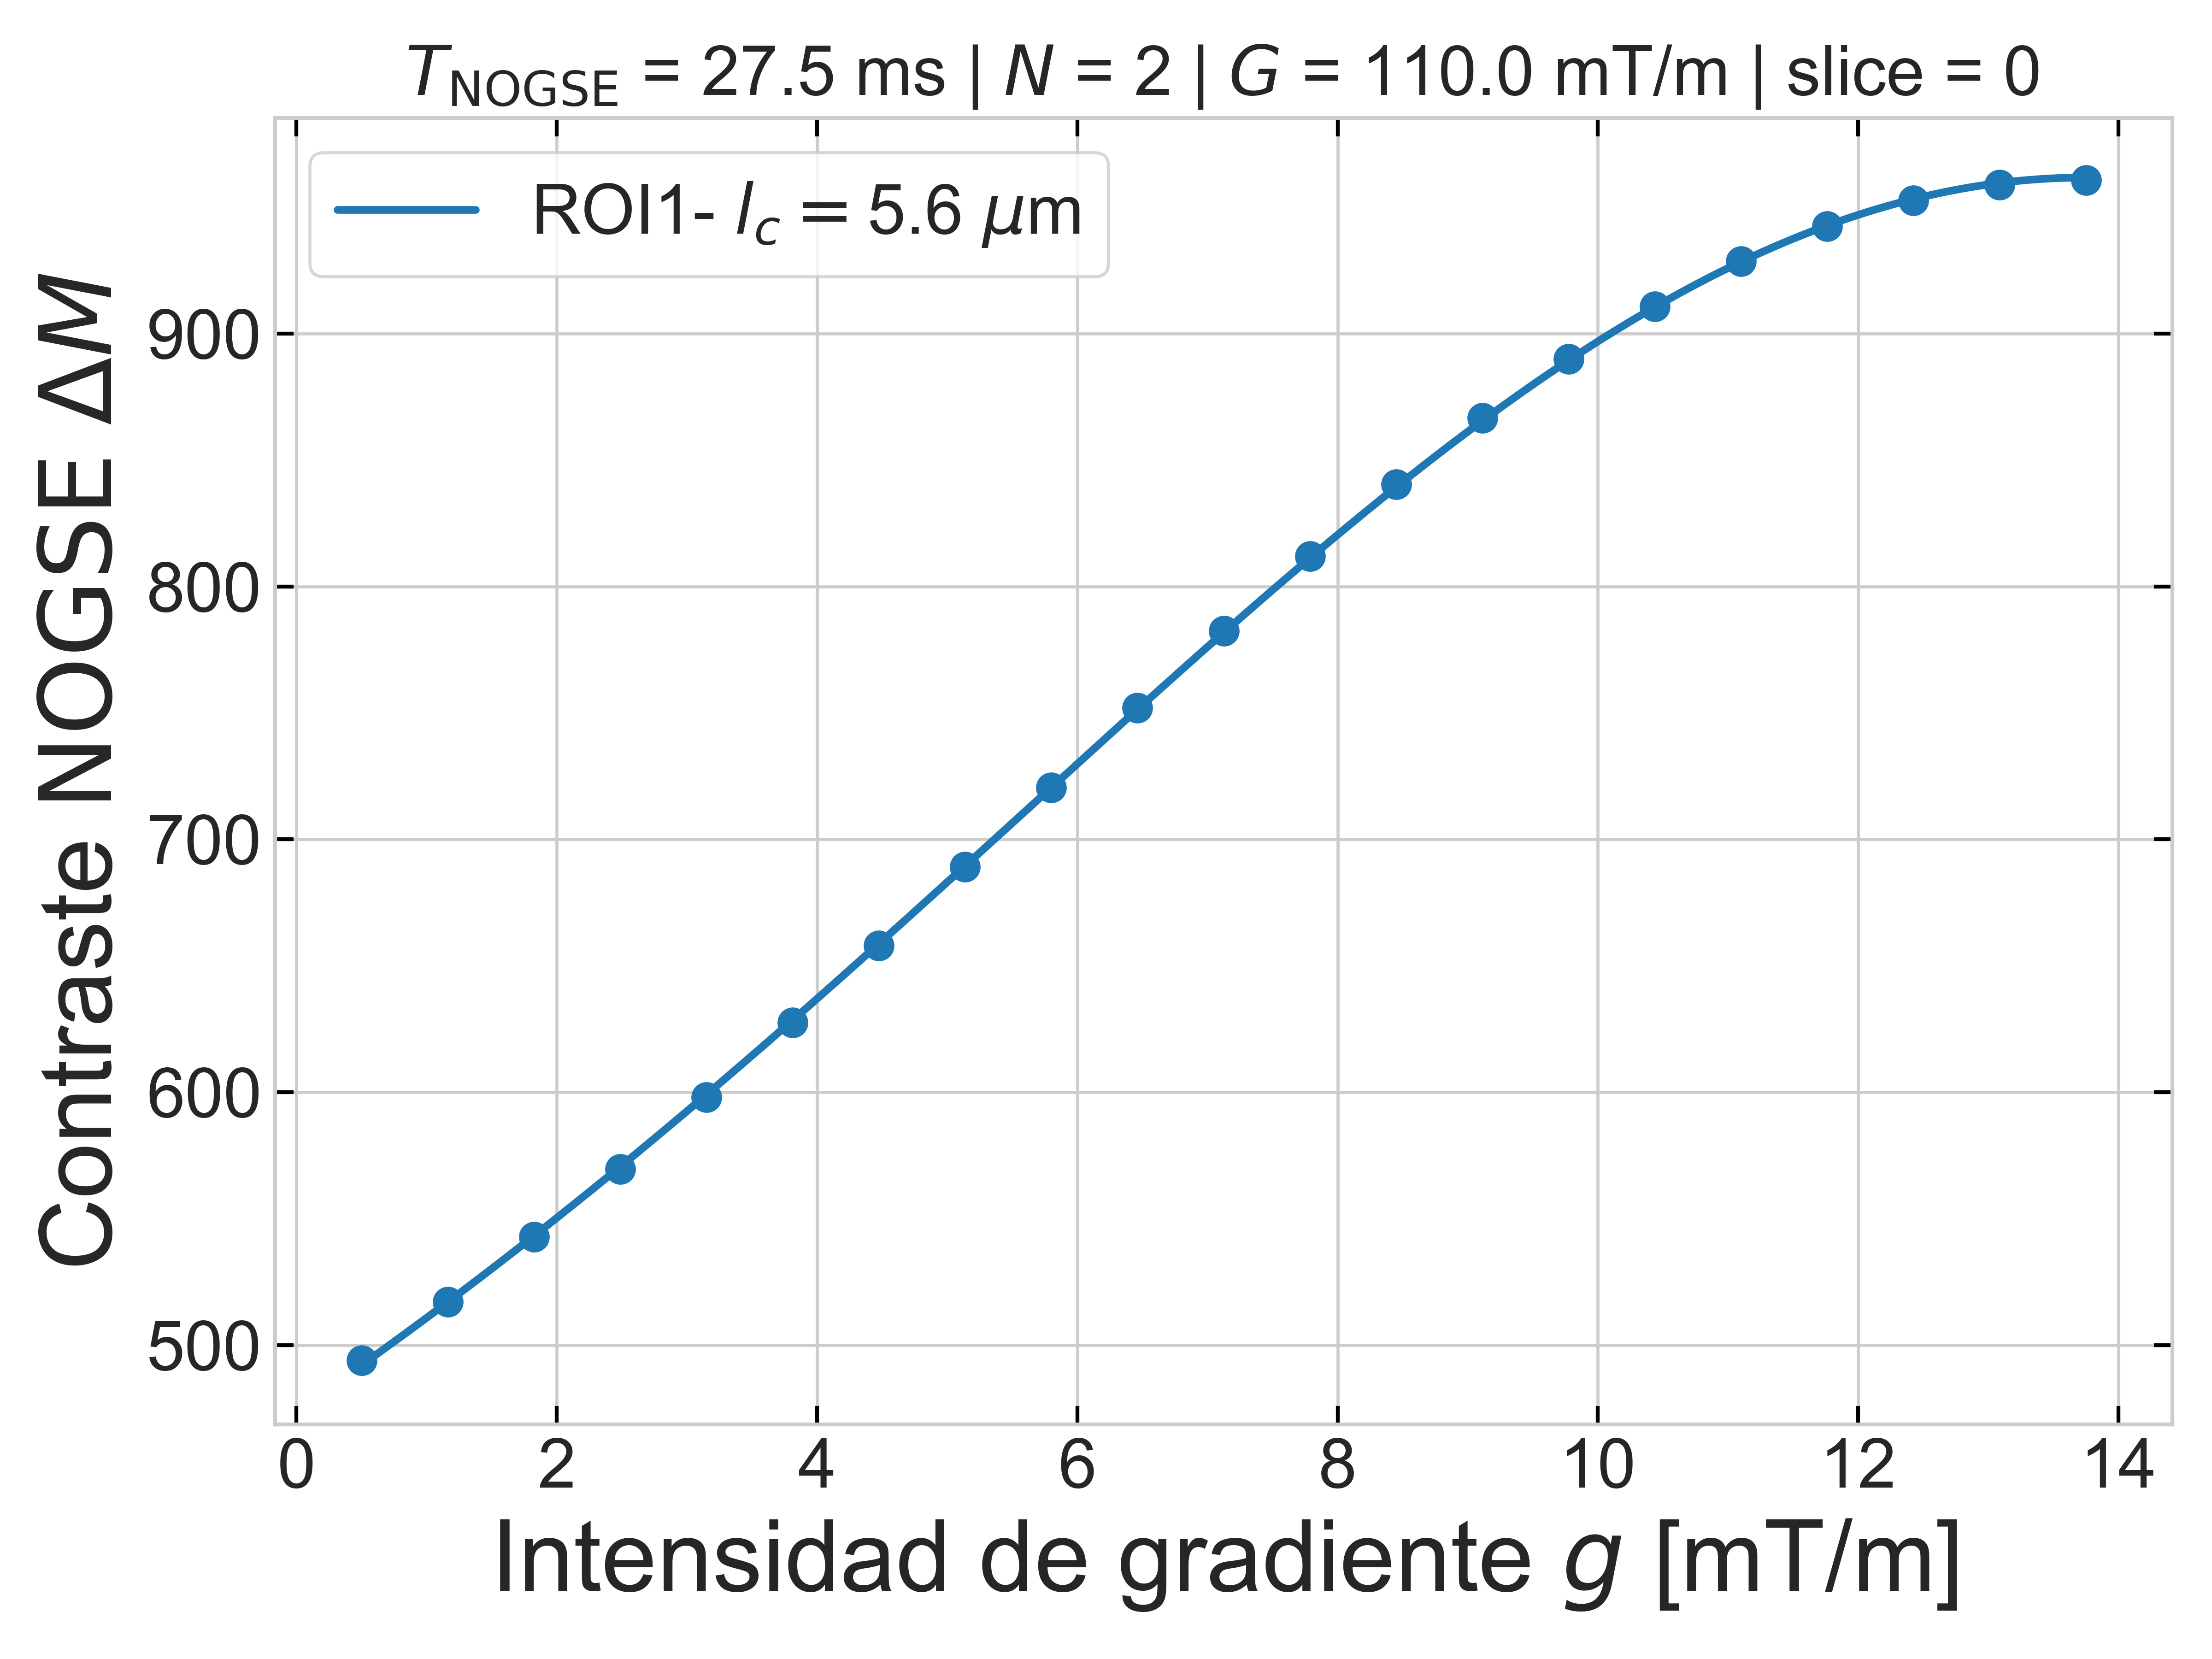 T_NOGSE = 27.5 ms | N = 2 | G = 110.0 mT/m | slice = 0
ROI1- l_c = 5.6 μm
Contraste NOGSE ΔM
900
800
700
600
500
0 2 4 6 8 10 12 14
Intensidad de gradiente g [mT/m]